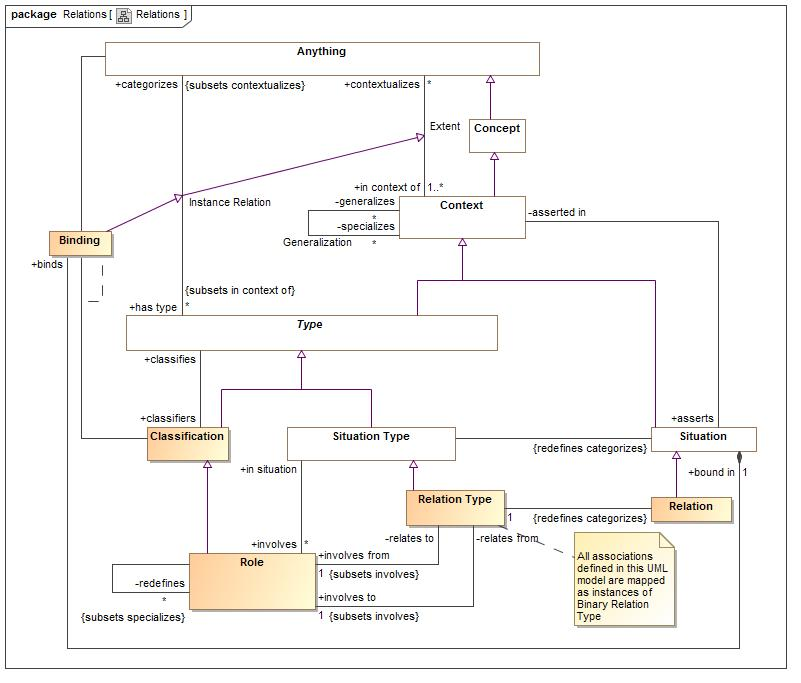 package Relations [ Relations ]
Anything
+categorizes {subsets contextualizes} +contextualizes *
Extent
Concept
+in context of 1..*
Instance Relation
-generalizes
*
Context
-asserted in
-specializes
Generalization *
Binding
+binds
{subsets in context of}
+has type *
Type
+classifies
+classifiers
+asserts
Classification
Situation Type
Situation
{redefines categorizes}
+in situation
+bound in 1
Relation Type
1
Relation
{redefines categorizes}
-relates to
-relates from
+involves *
Role
+involves from
1 {subsets involves}
-redefines
*
{subsets specializes}
+involves to
1 {subsets involves}
All associations
defined in this UML
model are mapped
as instances of
Binary Relation
Type